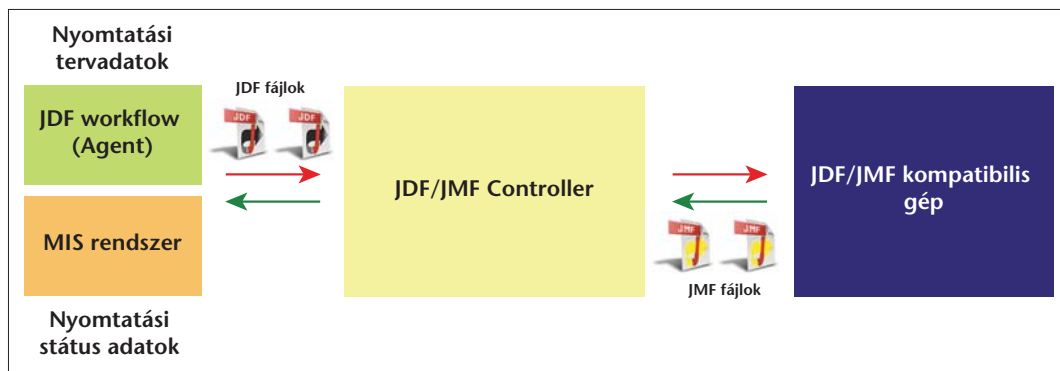 Nyomtatási
tervadatok
JDF workflow
(Agent)
MIS rendszer
Nyomtatási
státus adatok
JDF fájlok
JDF
JDF
JDF/JMF Controller
JMF
JMF
JMF fájlok
JDF/JMF kompatibilis
gép